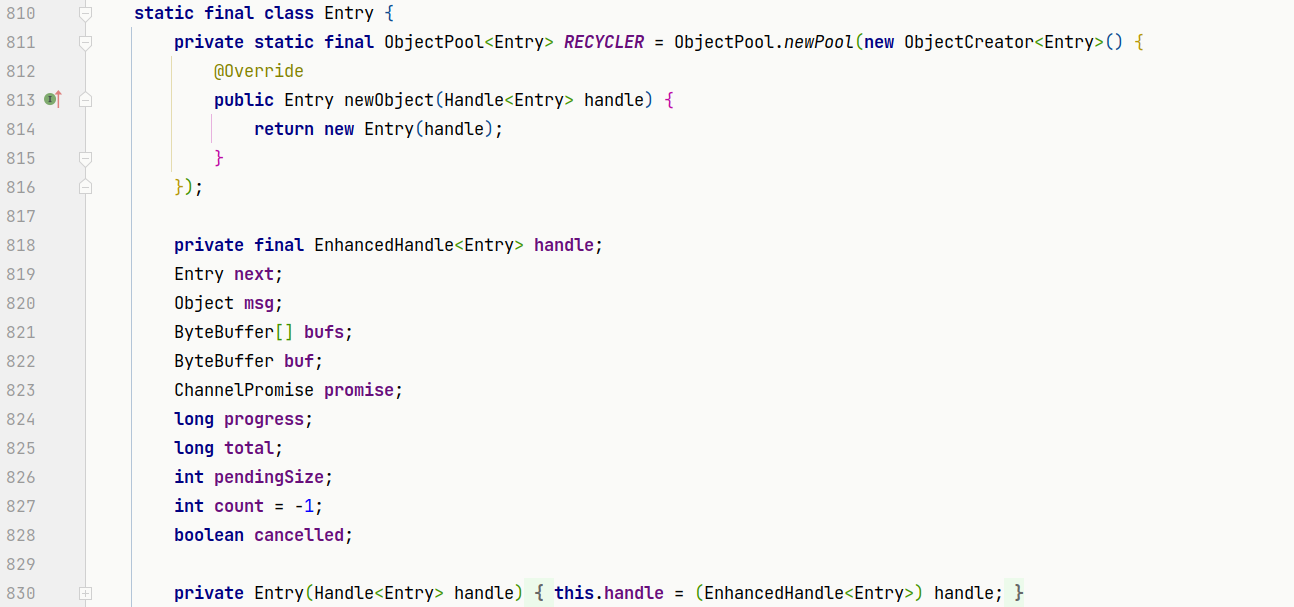 810 static final class Entry {
811 private static final ObjectPool<Entry> RECYCLER = ObjectPool.newPool(new ObjectCreator<Entry>() {
812 @Override
813 public Entry newObject(Handle<Entry> handle) {
814 return new Entry(handle);
815 }
816 });
817
818 private final EnhancedHandle<Entry> handle;
819 Entry next;
820 Object msg;
821 ByteBuffer[] bufs;
822 ByteBuffer buf;
823 ChannelPromise promise;
824 long progress;
825 long total;
826 int pendingSize;
827 int count = -1;
828 boolean cancelled;
829
830 private Entry(Handle<Entry> handle) { this.handle = (EnhancedHandle<Entry>) handle; }